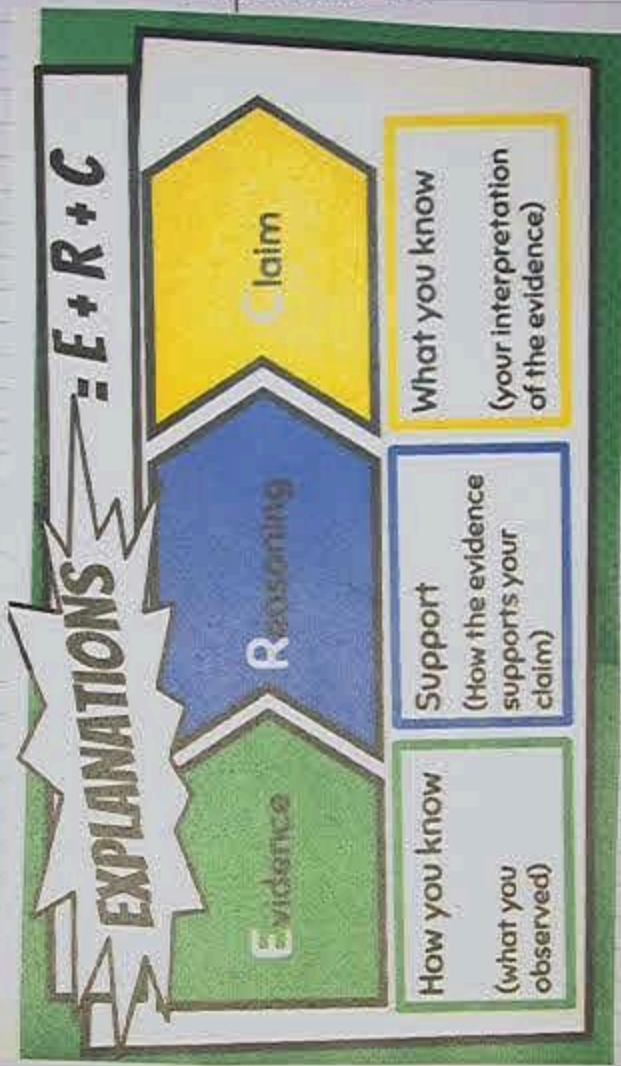 EXPLANATIONS = E + R + C
Evidence
Reasoning
Claim
How you know
(what you
observed)
Support
(How the evidence
supports your
claim)
What you know
(your interpretation
of the evidence)